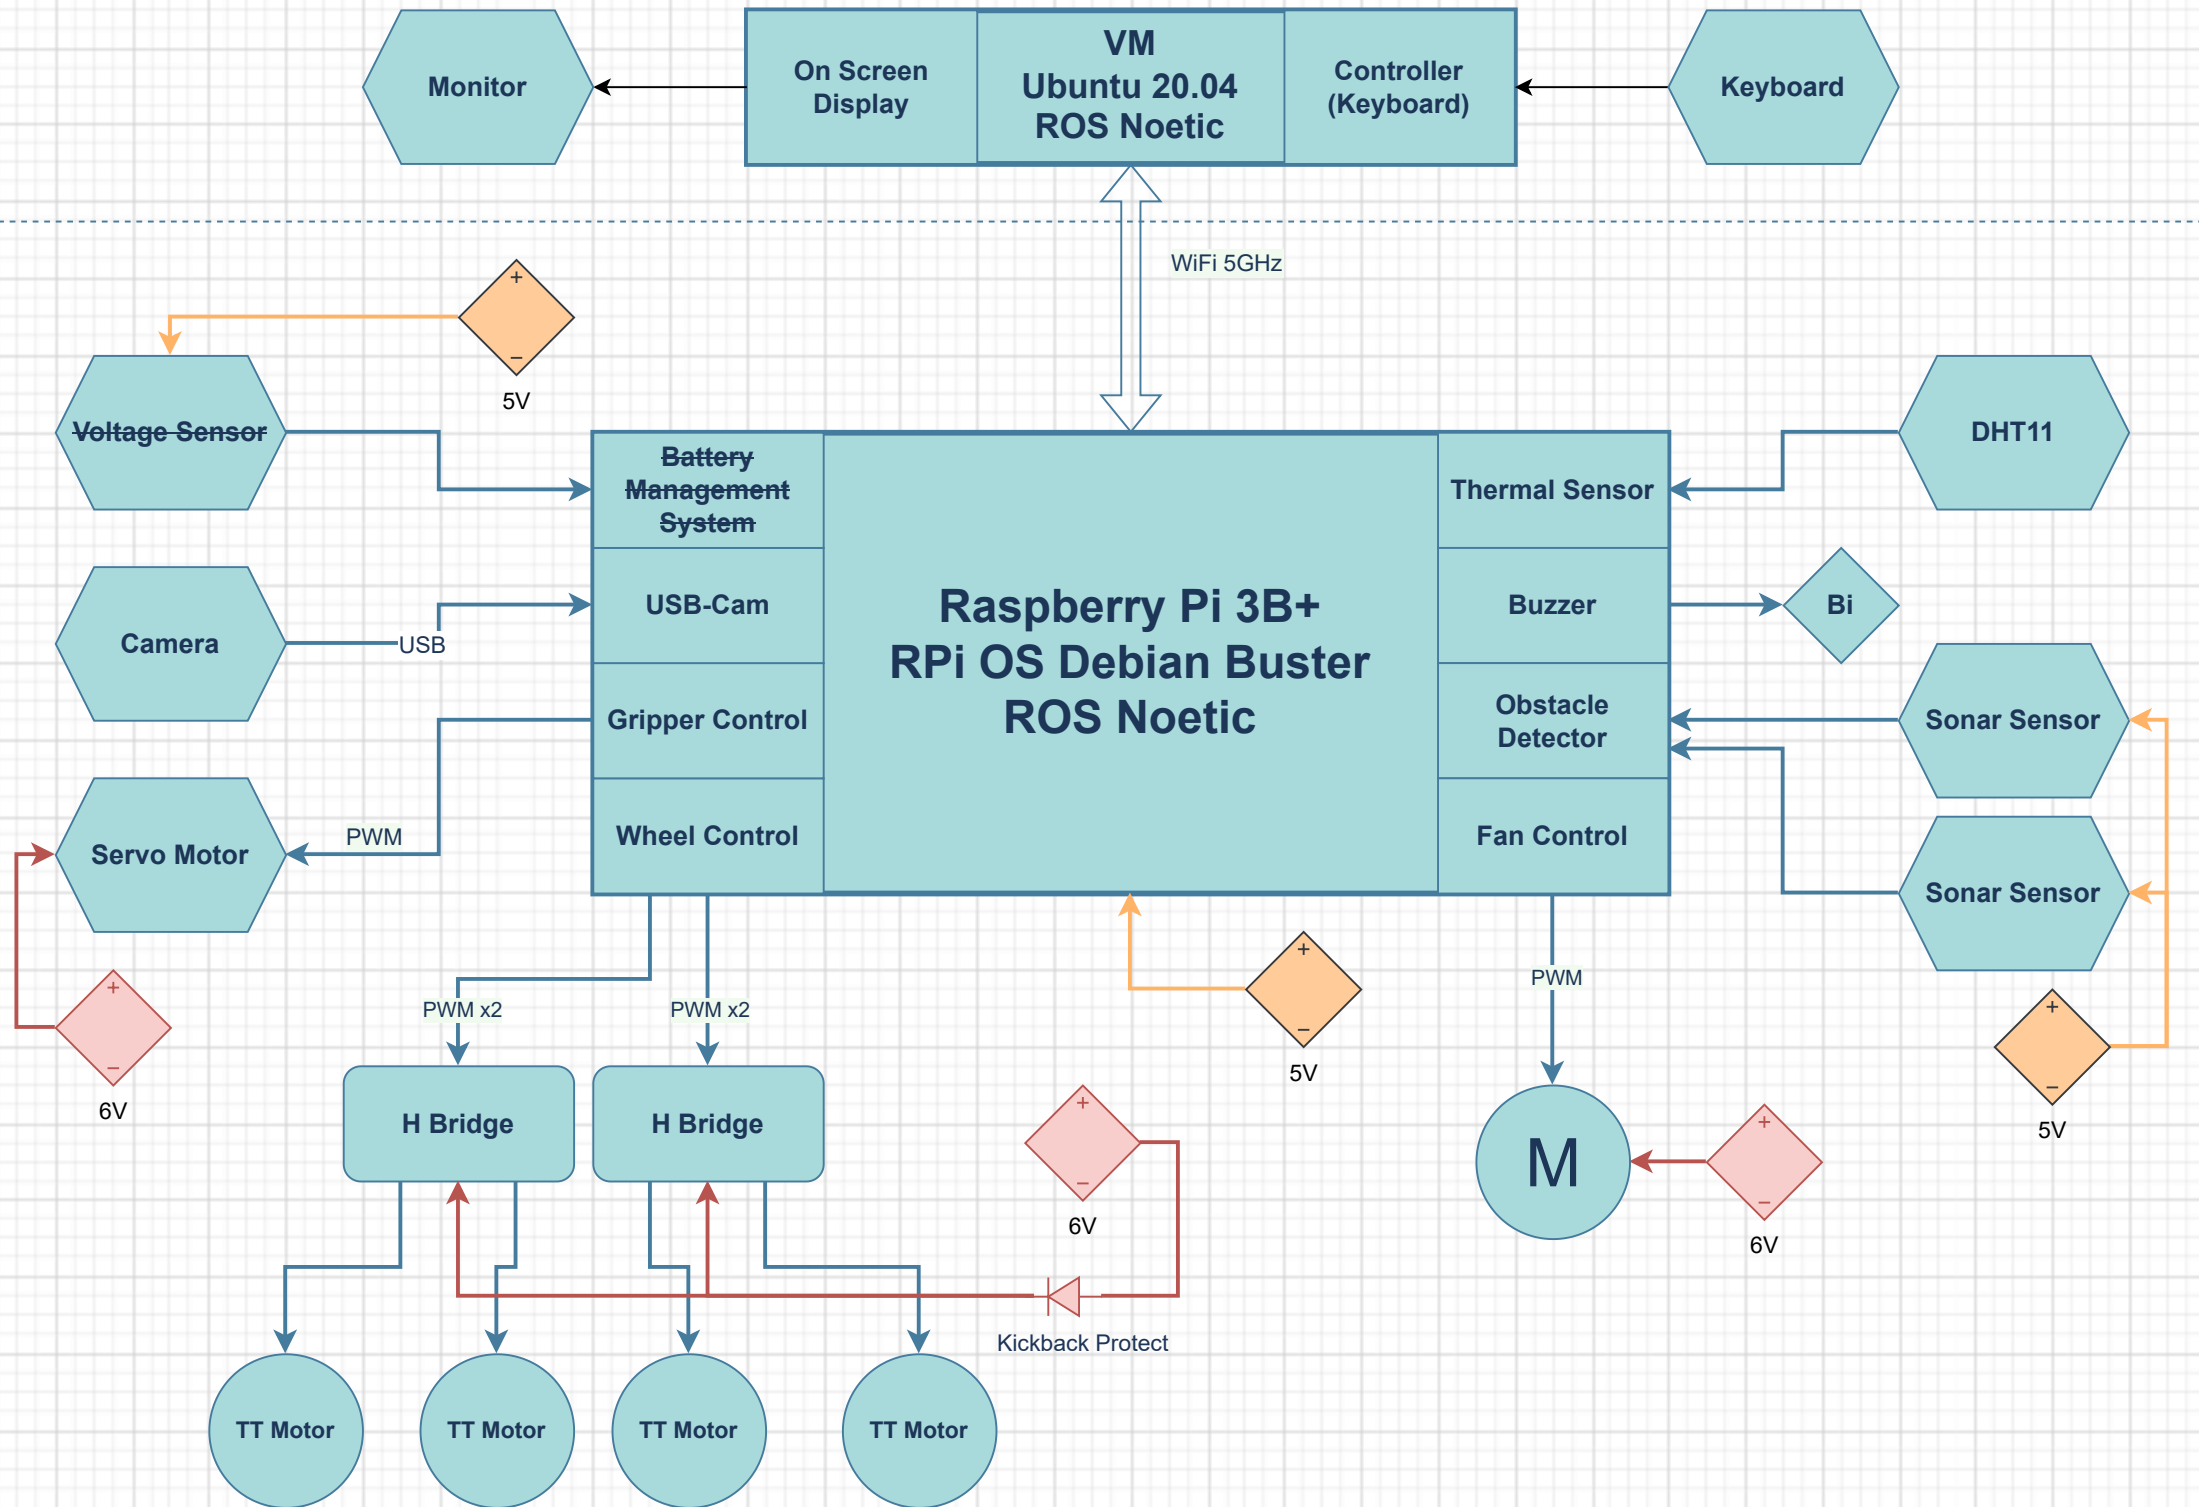 Monitor
On Screen
Display
VM
Ubuntu 20.04
ROS Noetic
Controller
(Keyboard)
Keyboard
WiFi 5GHz
+
−
5V
Voltage Sensor
Battery
Management
System
Thermal Sensor
DHT11
Camera
USB
USB-Cam
Raspberry Pi 3B+
RPi OS Debian Buster
ROS Noetic
Buzzer
Bi
Gripper Control
Obstacle
Detector
Sonar Sensor
Servo Motor
PWM
Wheel Control
Fan Control
Sonar Sensor
+
−
6V
PWM x2
PWM x2
+
−
5V
PWM
+
−
5V
H Bridge
H Bridge
+
−
6V
M
+
−
6V
Kickback Protect
TT Motor
TT Motor
TT Motor
TT Motor